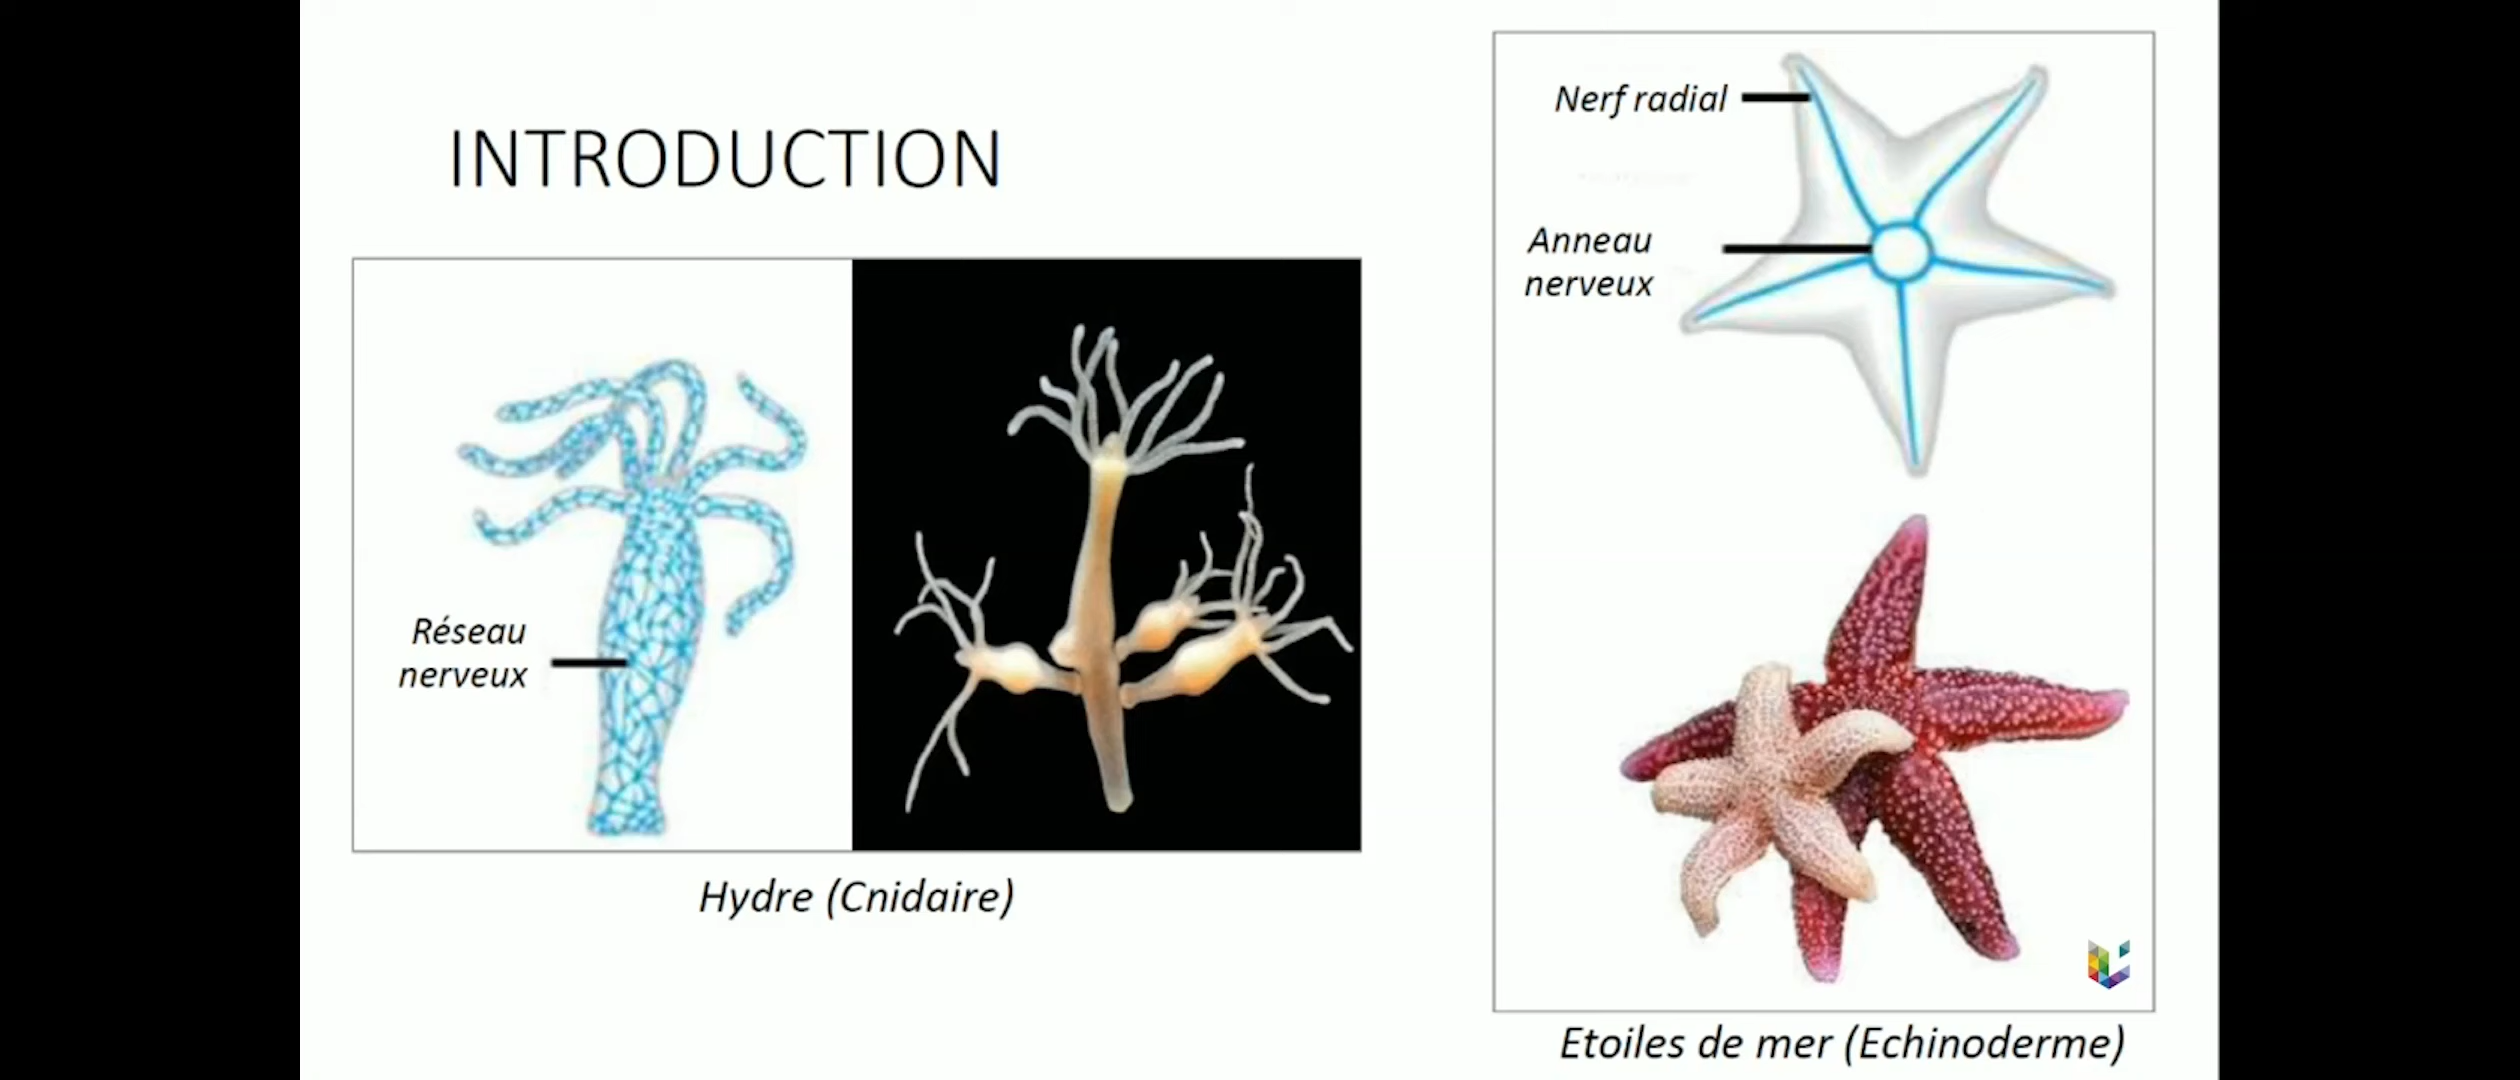 INTRODUCTION
Réseau
nerveux
Hydre (Cnidaire)
Nerf radial
Anneau
nerveux
Etoiles de mer (Echinoderme)